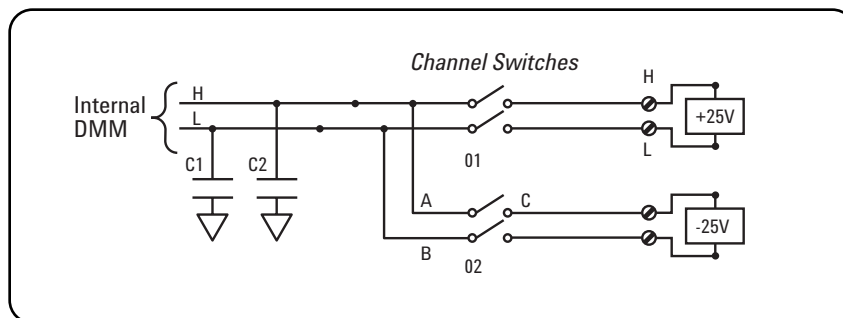 Channel Switches
Internal
DMM
H
L
H
L
+25V
01
C1
C2
A
C
B
02
-25V